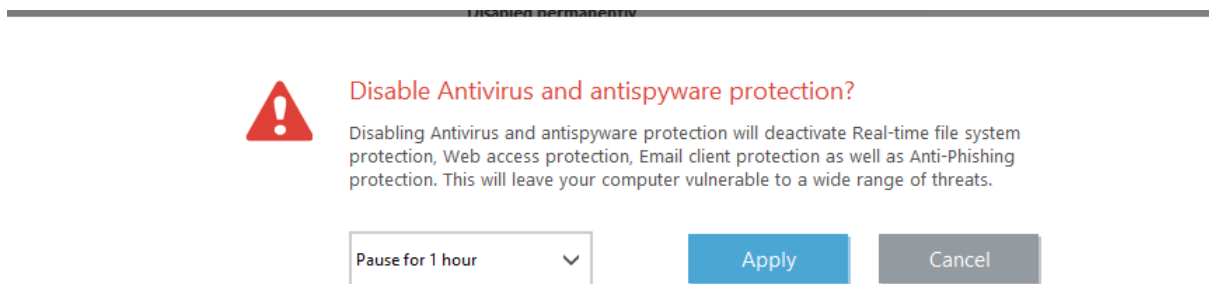 Disabled permanently
Disable Antivirus and antispyware protection?
Disabling Antivirus and antispyware protection will deactivate Real-time file system
protection, Web access protection, Email client protection as well as Anti-Phishing
protection. This will leave your computer vulnerable to a wide range of threats.
Pause for 1 hour
Apply
Cancel